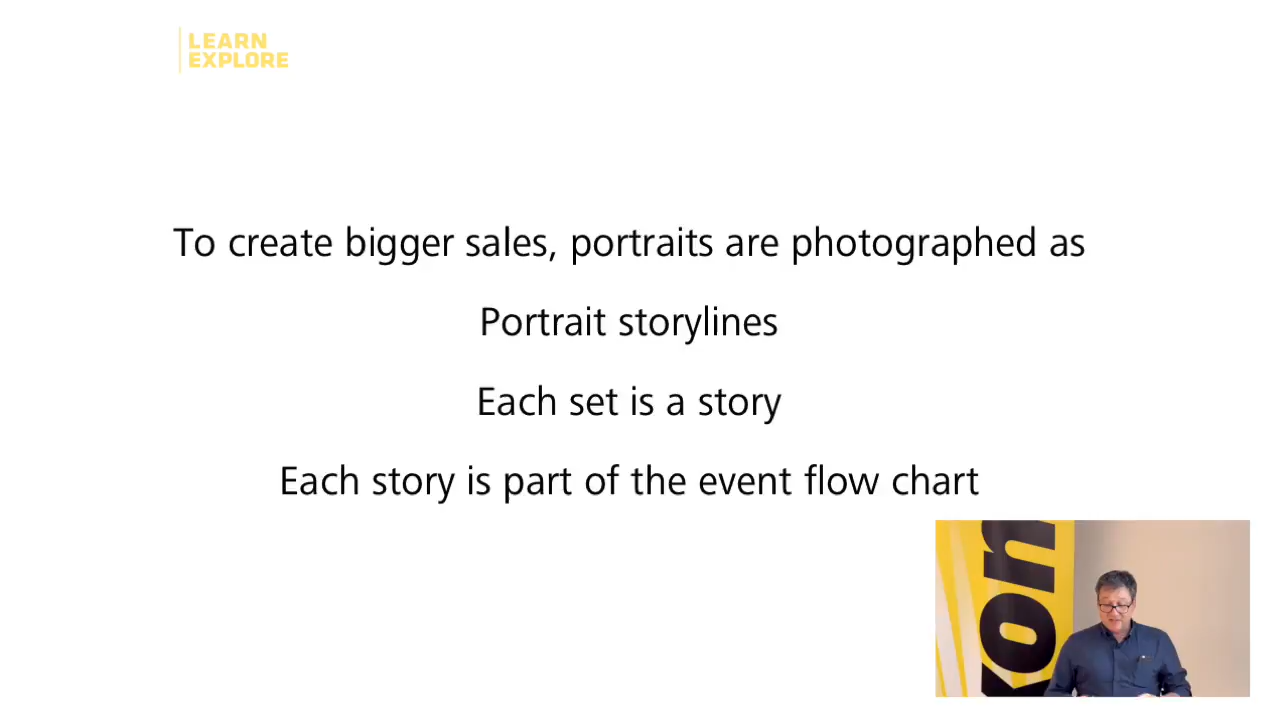 LEARN
EXPLORE
To create bigger sales, portraits are photographed as
Portrait storylines
Each set is a story
Each story is part of the event flow chart
kon